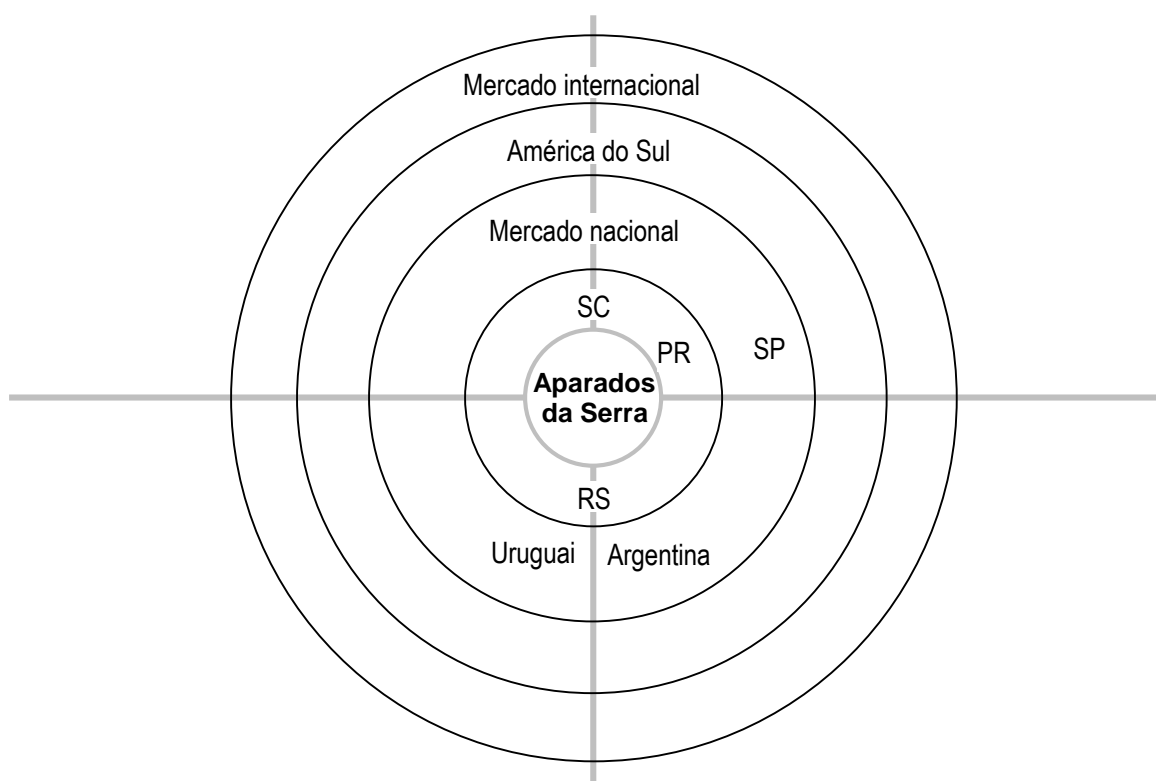 Mercado internacional
América do Sul
Mercado nacional
SC
PR
SP
Aparados
da Serra
RS
Uruguai
Argentina